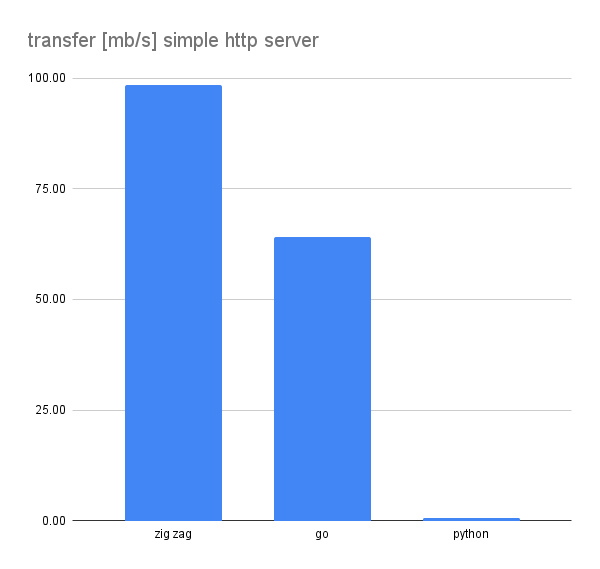 transfer [mb/s] simple http server
100.00
75.00
50.00
25.00
0.00
zig zag
go
python